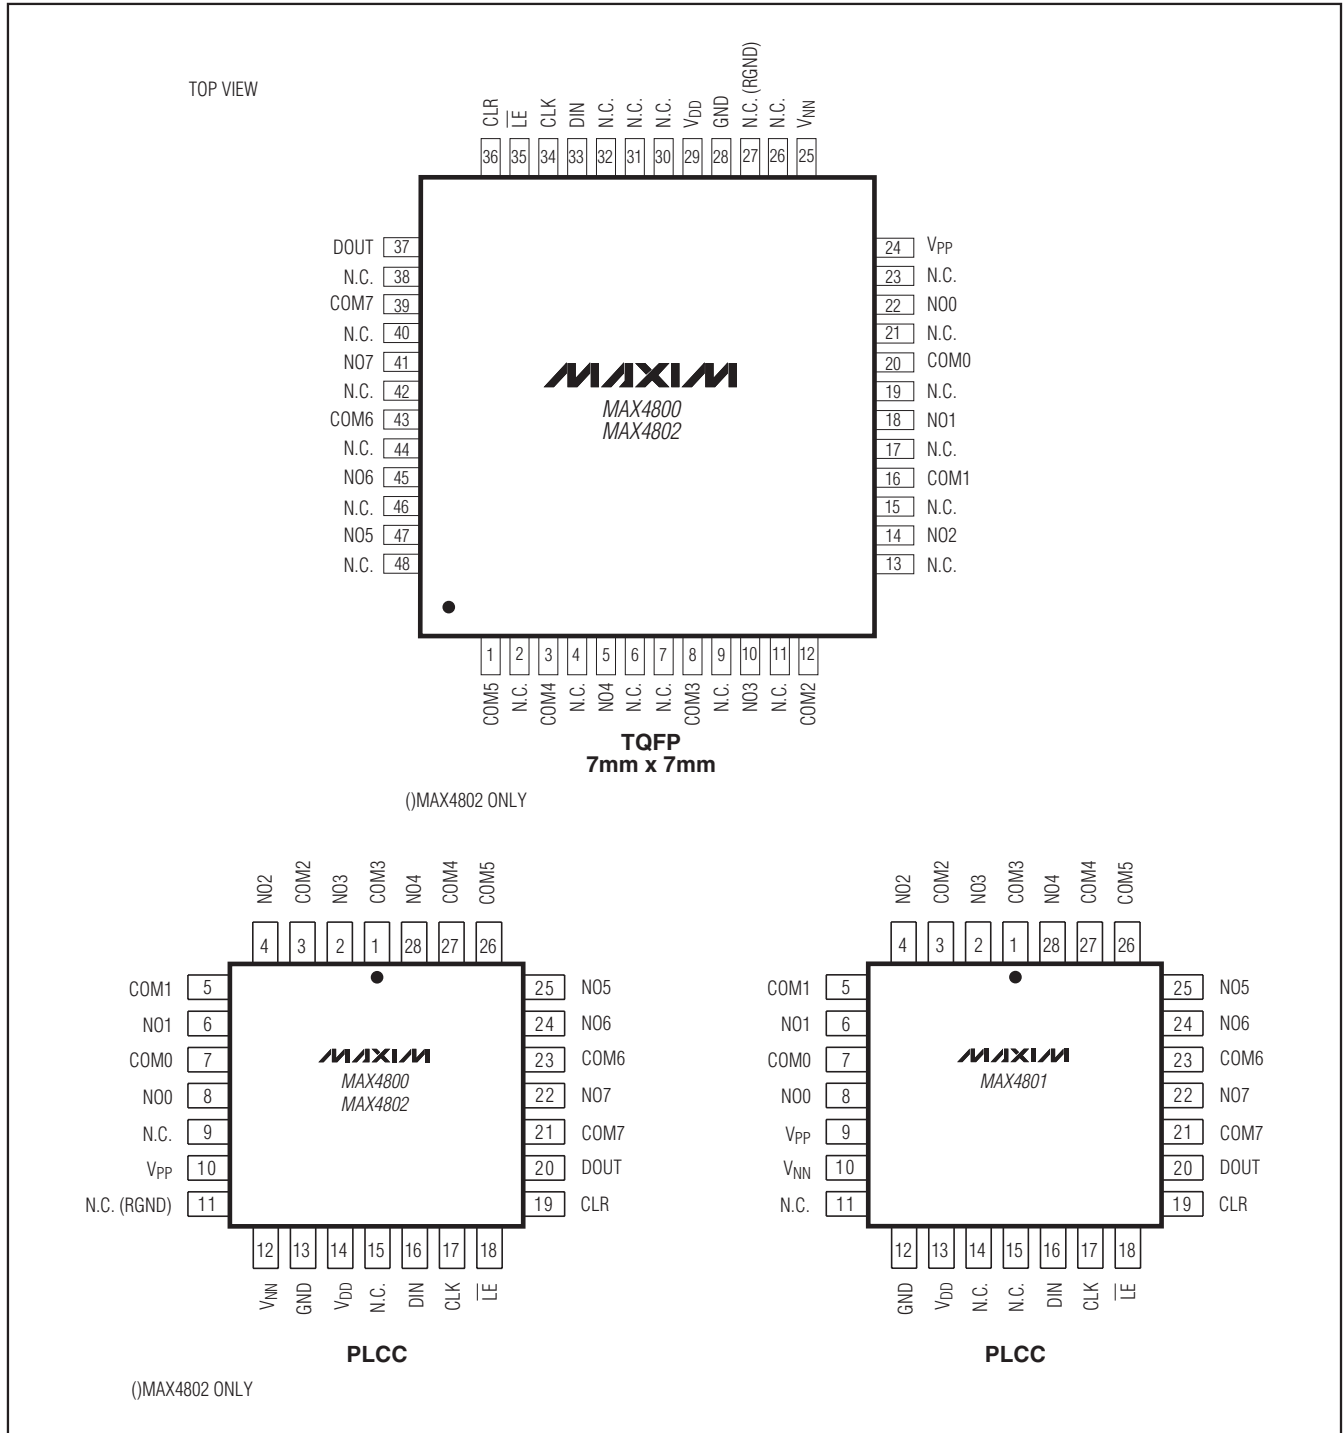 TOP VIEW
CLR
LE
CLK
DIN
N.C.
N.C.
N.C.
VDD
GND
N.C. (RGND)
N.C.
VNN
36 35 34 33 32 31 30 29 28 27 26 25
DOUT 37
N.C. 38
COM7 39
N.C. 40
NO7 41
N.C. 42
COM6 43
N.C. 44
NO6 45
N.C. 46
NO5 47
N.C. 48
MAXIM
MAX4800
MAX4802
24 VPP
23 N.C.
22 NO0
21 N.C.
20 COM0
19 N.C.
18 NO1
17 N.C.
16 COM1
15 N.C.
14 NO2
13 N.C.
1 2 3 4 5 6 7 8 9 10 11 12
COM5
N.C.
COM4
N.C.
NO4
N.C.
N.C.
COM3
N.C.
NO3
N.C.
COM2
TQFP
7mm x 7mm
()MAX4802 ONLY
NO2
COM2
NO3
COM3
NO4
COM4
COM5
4 3 2 1 28 27 26
COM1 5
NO1 6
COM0 7
NO0 8
N.C. 9
VPP 10
N.C. (RGND) 11
MAXIM
MAX4800
MAX4802
25 NO5
24 NO6
23 COM6
22 NO7
21 COM7
20 DOUT
19 CLR
12 13 14 15 16 17 18
VNN
GND
VDD
N.C.
DIN
CLK
LE
PLCC
()MAX4802 ONLY
NO2
COM2
NO3
COM3
NO4
COM4
COM5
4 3 2 1 28 27 26
COM1 5
NO1 6
COM0 7
NO0 8
VPP 9
VNN 10
N.C. 11
MAXIM
MAX4801
25 NO5
24 NO6
23 COM6
22 NO7
21 COM7
20 DOUT
19 CLR
12 13 14 15 16 17 18
GND
VDD
N.C.
N.C.
DIN
CLK
LE
PLCC